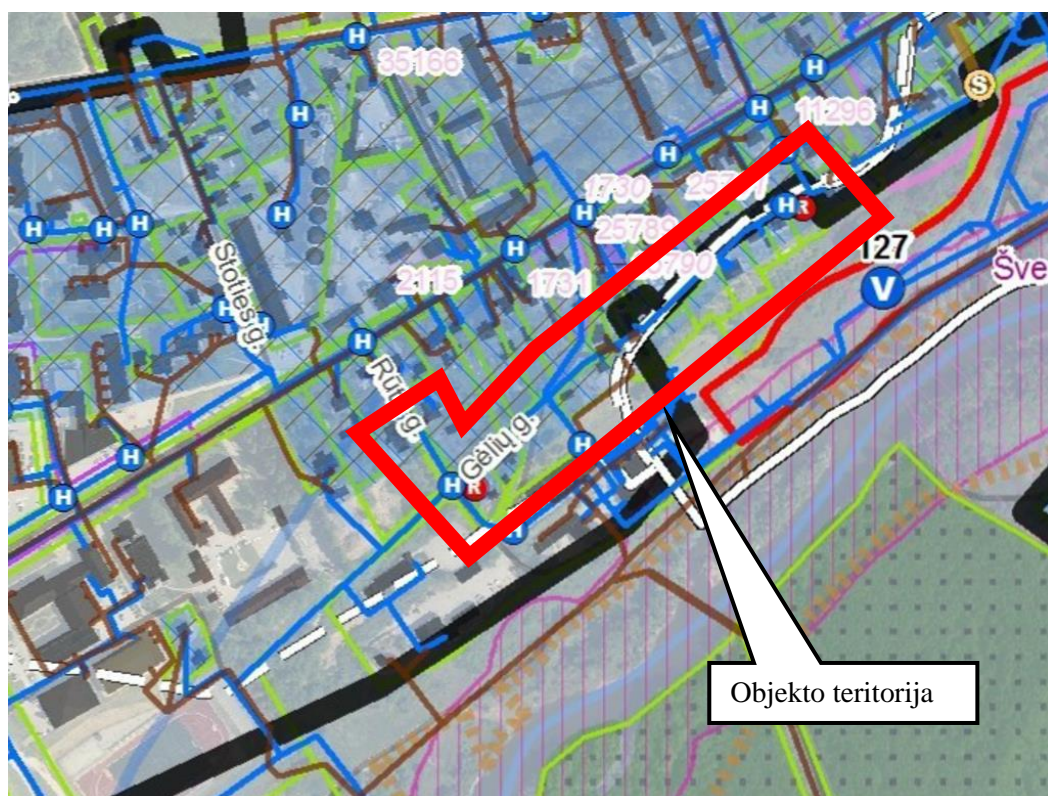 H
35166
S
H
H
11296
H
H
1730
H
H
R
H
H
H
H
25789
2115
H
1731
127
V
Šve
Stoties g.
H
Rūtų g.
Gėlių g.
H
H
H
H
R
H
Objekto teritorija